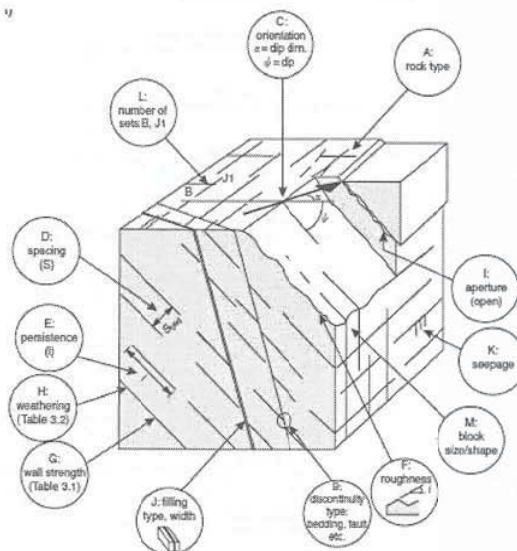 C:
orientation
α = dip dirn.
ψ = dip
A:
rock type
L:
number of
sets B, J1
J1
B
α
ψ
D:
spacing
(S)
E:
persistence
(l)
H:
weathering
(Table 3.2)
G:
wall strength
(Table 3.1)
I:
aperture
(open)
K:
seepage
M:
block
size/shape
F:
roughness
i
B:
discontinuity
type:
bedding, fault,
etc.
J: filling
type, width